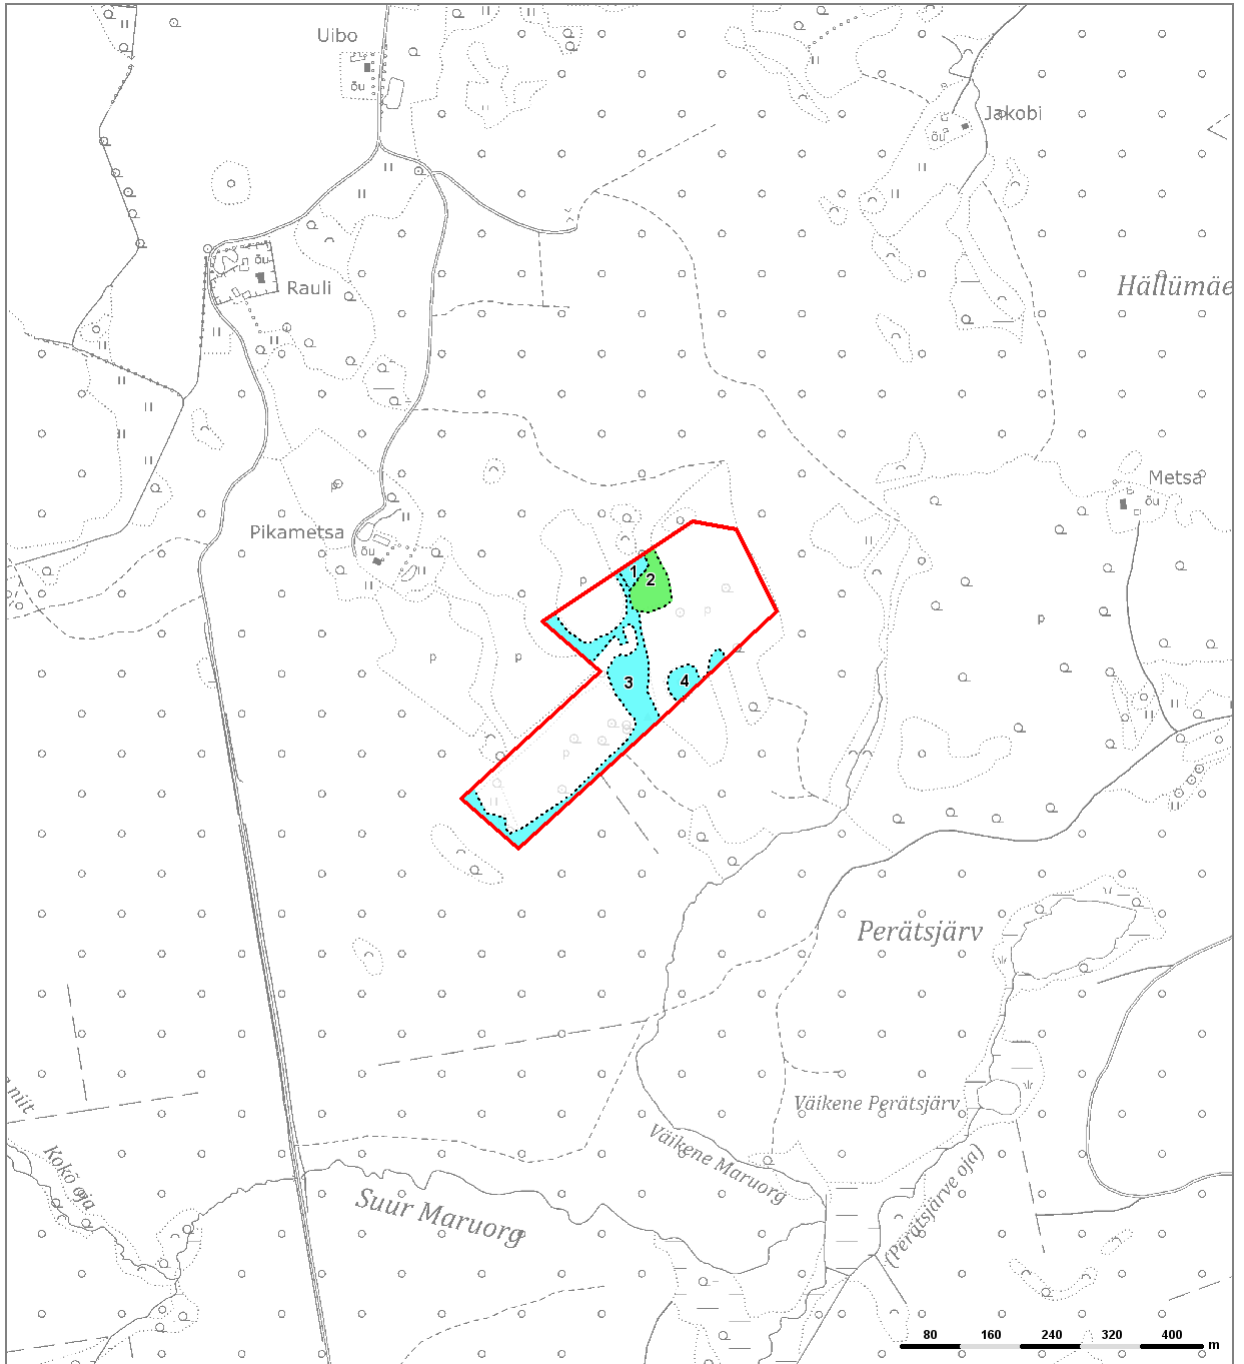 Uibo
õu
Jakobi
õu
õu
Rauli
Hällümäe
Metsa
õu
Pikametsa
õu
p
p
p
p
p
p
1
2
3
4
Perätsjärv
Väikene Perätsjärv
niit
Kokõ oja
Väikene Maruorg
Suur Maruorg
(Perätsjärve oja)
80 160 240 320 400 m